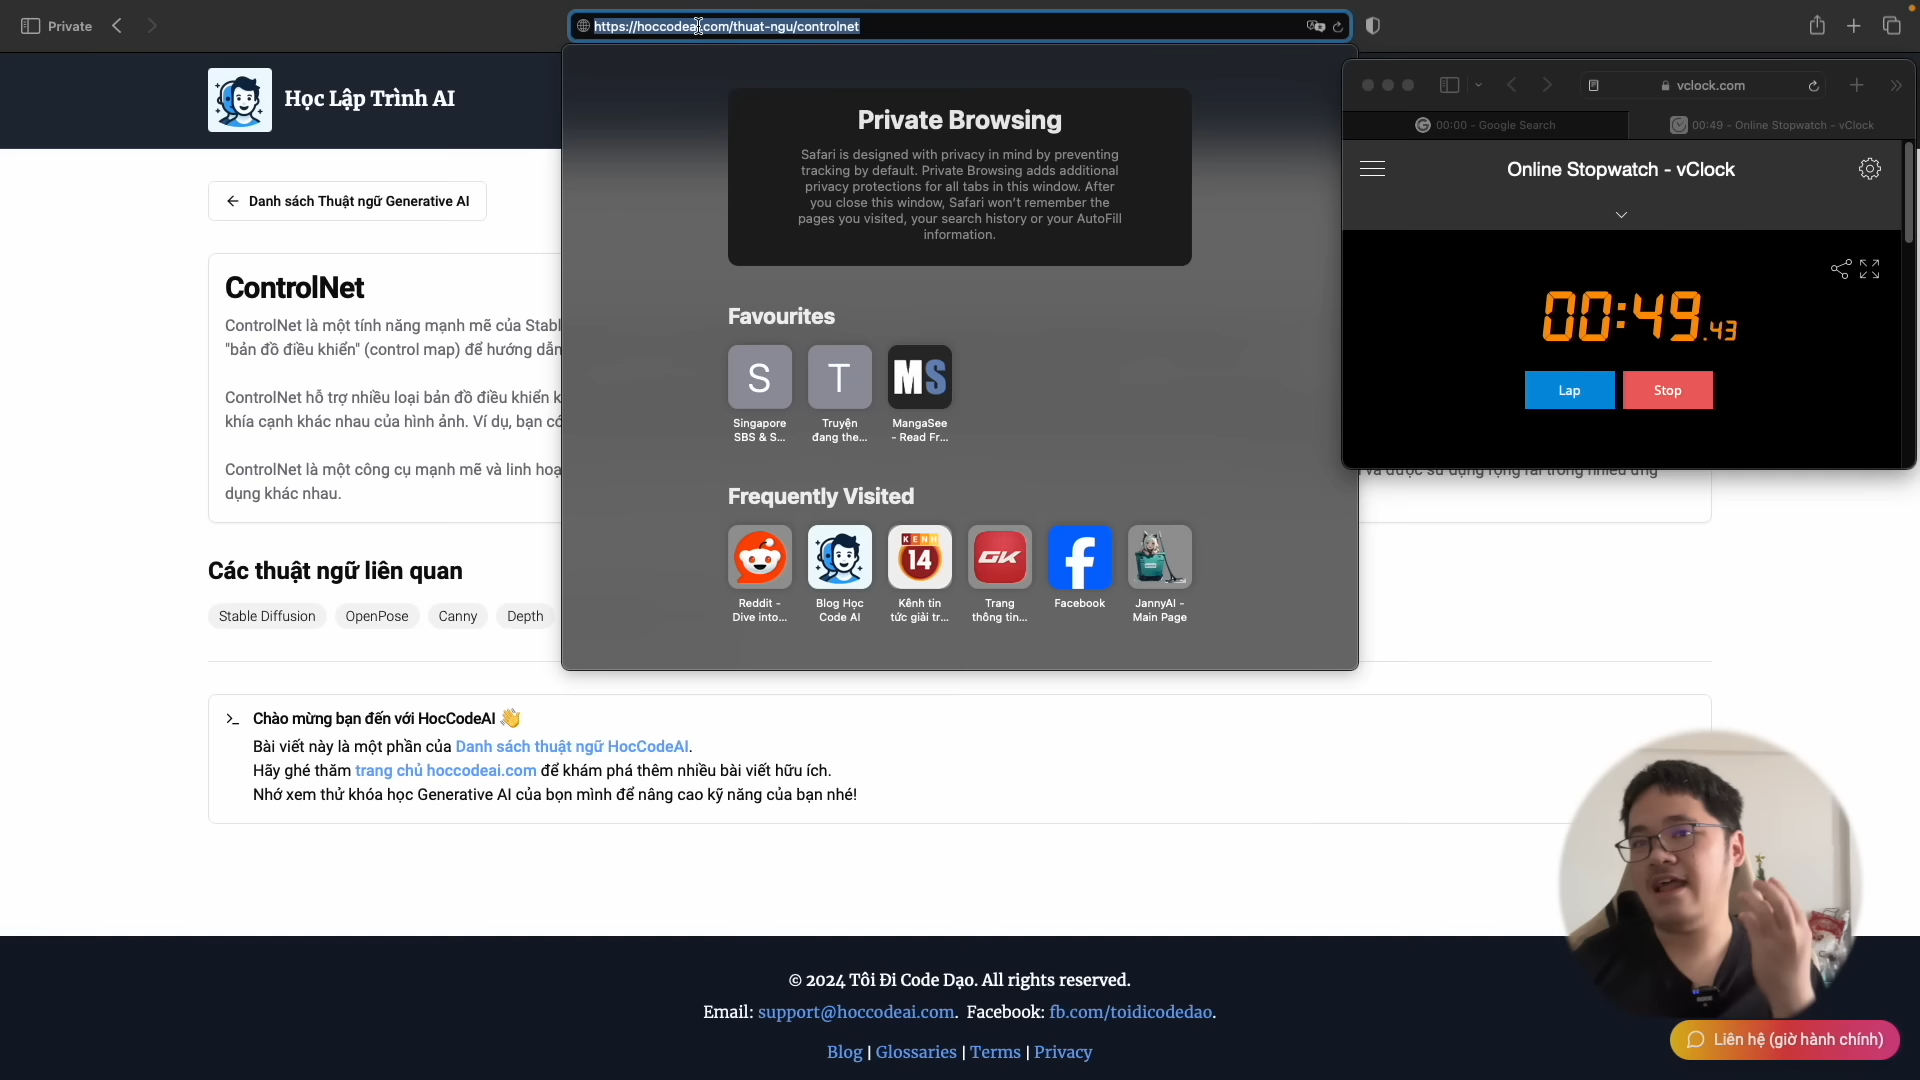 Private
https://hoccodeai.com/thuat-ngu/controlnet
Học Lập Trình AI
← Danh sách Thuật ngữ Generative AI
ControlNet
ControlNet là một tính năng mạnh mẽ của Stabl
"bản đồ điều khiển" (control map) để hướng dẫn
ControlNet hỗ trợ nhiều loại bản đồ điều khiển k
khía cạnh khác nhau của hình ảnh. Ví dụ, bạn có
ControlNet là một công cụ mạnh mẽ và linh hoạ
và được sử dụng rộng rãi trong nhiều ứng
dụng khác nhau.
Các thuật ngữ liên quan
Stable Diffusion
OpenPose
Canny
Depth
>_ Chào mừng bạn đến với HocCodeAI 👋
Bài viết này là một phần của Danh sách thuật ngữ HocCodeAI.
Hãy ghé thăm trang chủ hoccodeai.com để khám phá thêm nhiều bài viết hữu ích.
Nhớ xem thử khóa học Generative AI của bọn mình để nâng cao kỹ năng của bạn nhé!
Private Browsing
Safari is designed with privacy in mind by preventing
tracking by default. Private Browsing adds additional
privacy protections for all tabs in this window. After
you close this window, Safari won't remember the
pages you visited, your search history or your AutoFill
information.
Favourites
S
T
MS
Singapore
SBS & S...
Truyện
đang the...
MangaSee
- Read Fr...
Frequently Visited
KENH
14
GK
Reddit -
Dive into...
Blog Học
Code AI
Kênh tin
tức giải tr...
Trang
thông tin...
Facebook
JannyAI -
Main Page
vclock.com
00:00 - Google Search
00:49 - Online Stopwatch - vClock
Online Stopwatch - vClock
00:49.43
Lap
Stop
© 2024 Tôi Đi Code Dạo. All rights reserved.
Email: support@hoccodeai.com. Facebook: fb.com/toidicodedao.
Blog | Glossaries | Terms | Privacy
Liên hệ (giờ hành chính)